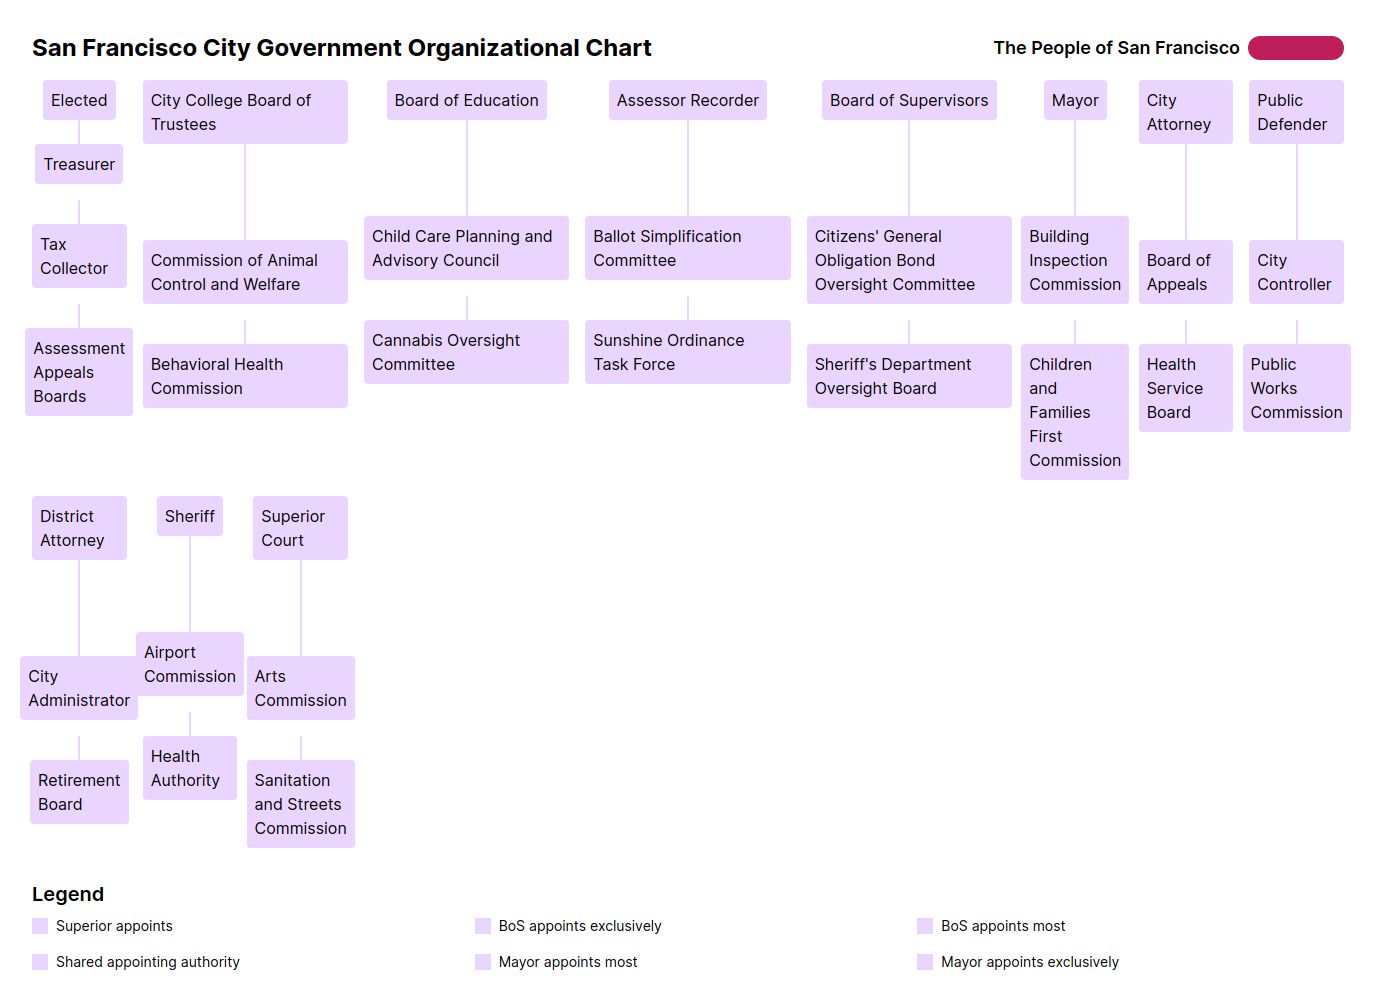 San Francisco City Government Organizational Chart
The People of San Francisco
Elected
City College Board of
Trustees
Board of Education
Assessor Recorder
Board of Supervisors
Mayor
City
Attorney
Public
Defender
Treasurer
Tax
Collector
Commission of Animal
Control and Welfare
Child Care Planning and
Advisory Council
Ballot Simplification
Committee
Citizens' General
Obligation Bond
Oversight Committee
Building
Inspection
Commission
Board of
Appeals
City
Controller
Assessment
Appeals
Boards
Behavioral Health
Commission
Cannabis Oversight
Committee
Sunshine Ordinance
Task Force
Sheriff's Department
Oversight Board
Children
and
Families
First
Commission
Health
Service
Board
Public
Works
Commission
District
Attorney
Sheriff
Superior
Court
City
Administrator
Airport
Commission
Arts
Commission
Retirement
Board
Health
Authority
Sanitation
and Streets
Commission
Legend
Superior appoints
BoS appoints exclusively
BoS appoints most
Shared appointing authority
Mayor appoints most
Mayor appoints exclusively